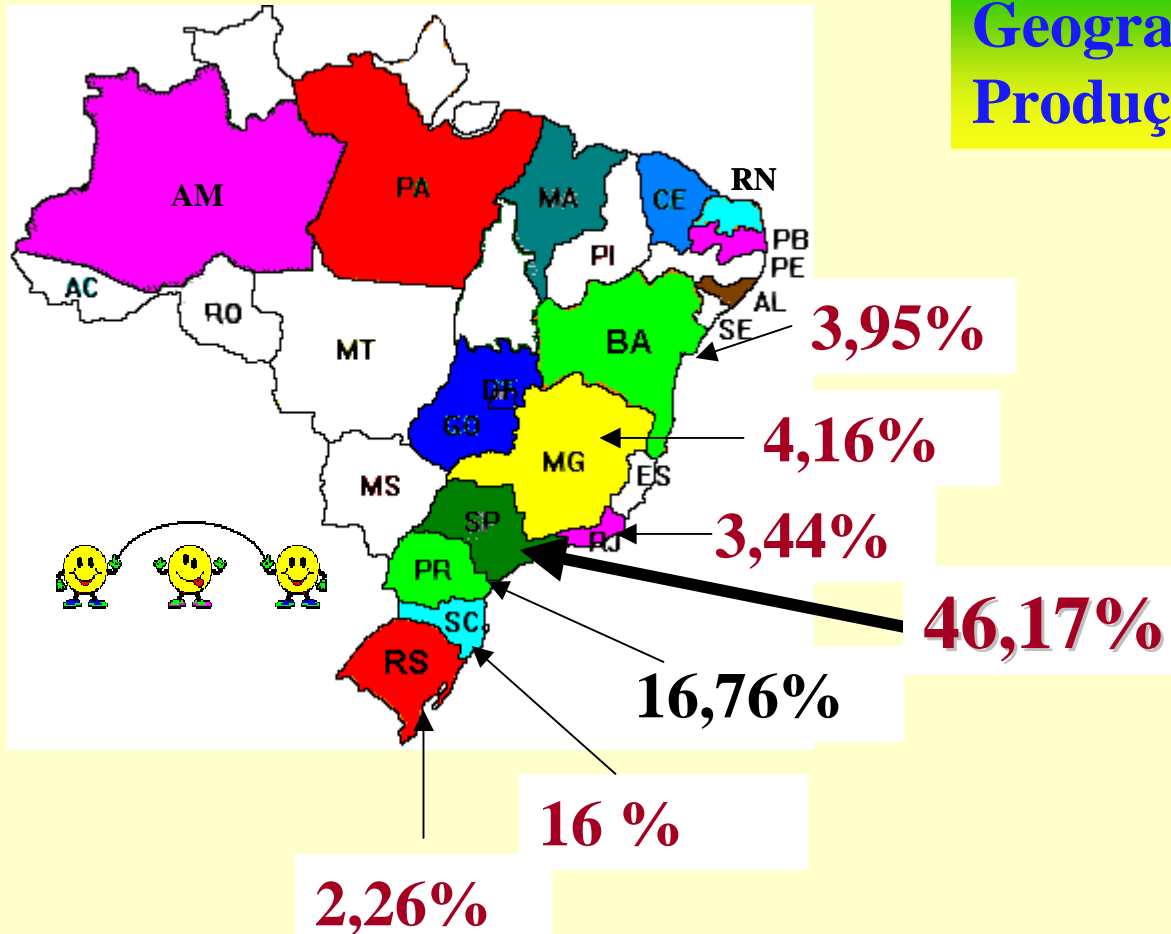 Geogra
Produç
AM
PA
MA
CE
RN
PI
PB
PE
AL
SE
AC
RO
MT
BA
DF
GO
MG
ES
MS
SP
RJ
PR
SC
RS
3,95%
4,16%
3,44%
46,17%
16,76%
16 %
2,26%